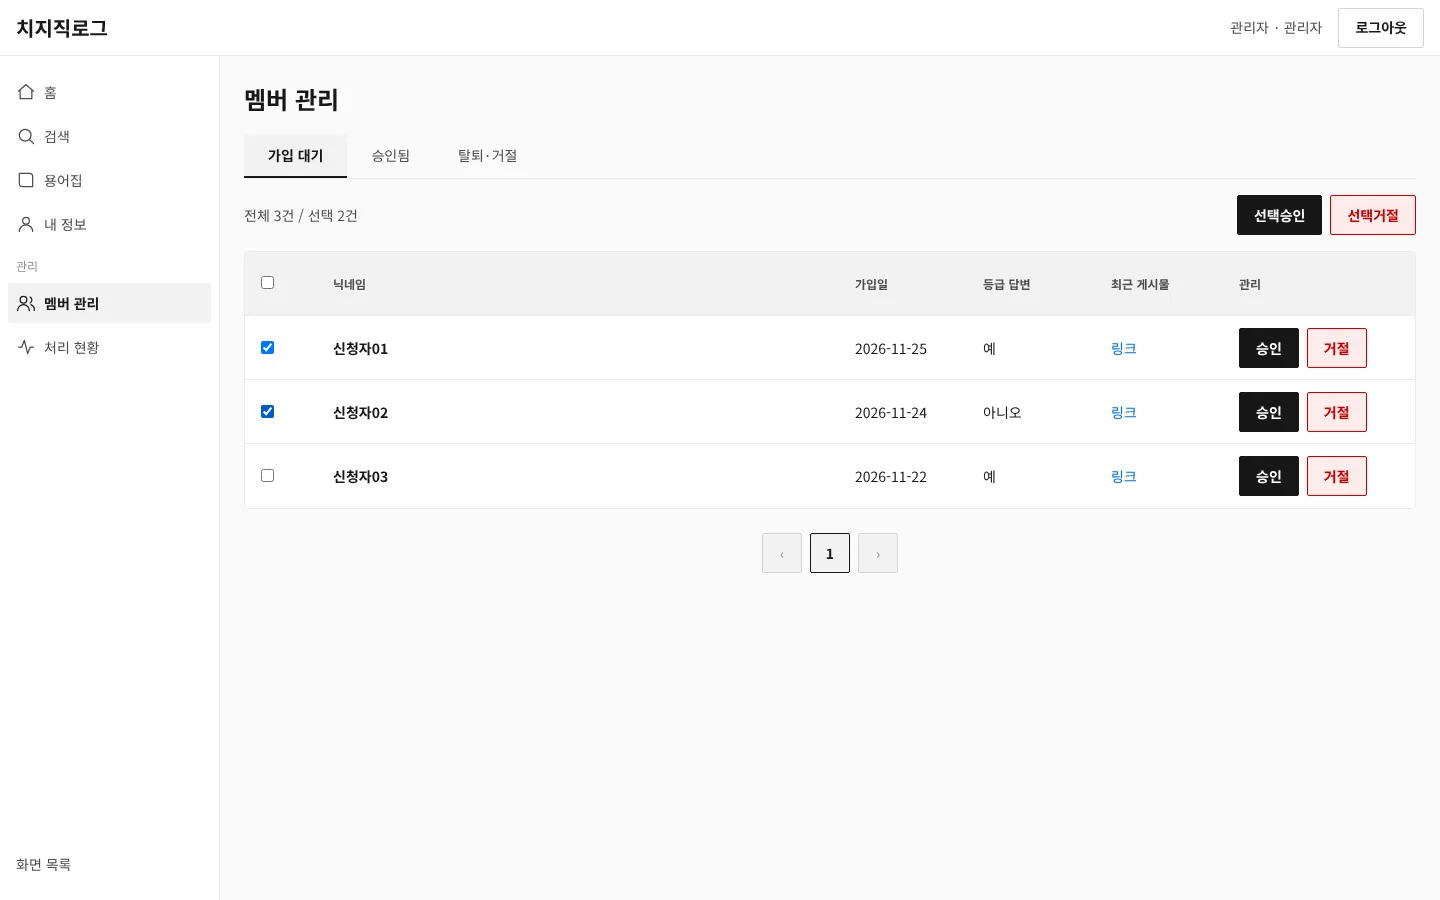 치지직로그
관리자 · 관리자
로그아웃
홈
검색
용어집
내 정보
관리
멤버 관리
처리 현황
화면 목록
멤버 관리
가입 대기
승인됨
탈퇴·거절
전체 3건 / 선택 2건
선택승인
선택거절
닉네임 가입일 등급 답변 최근 게시물 관리
신청자01 2026-11-25 예 링크 승인 거절
신청자02 2026-11-24 아니오 링크 승인 거절
신청자03 2026-11-22 예 링크 승인 거절
‹ 1 ›